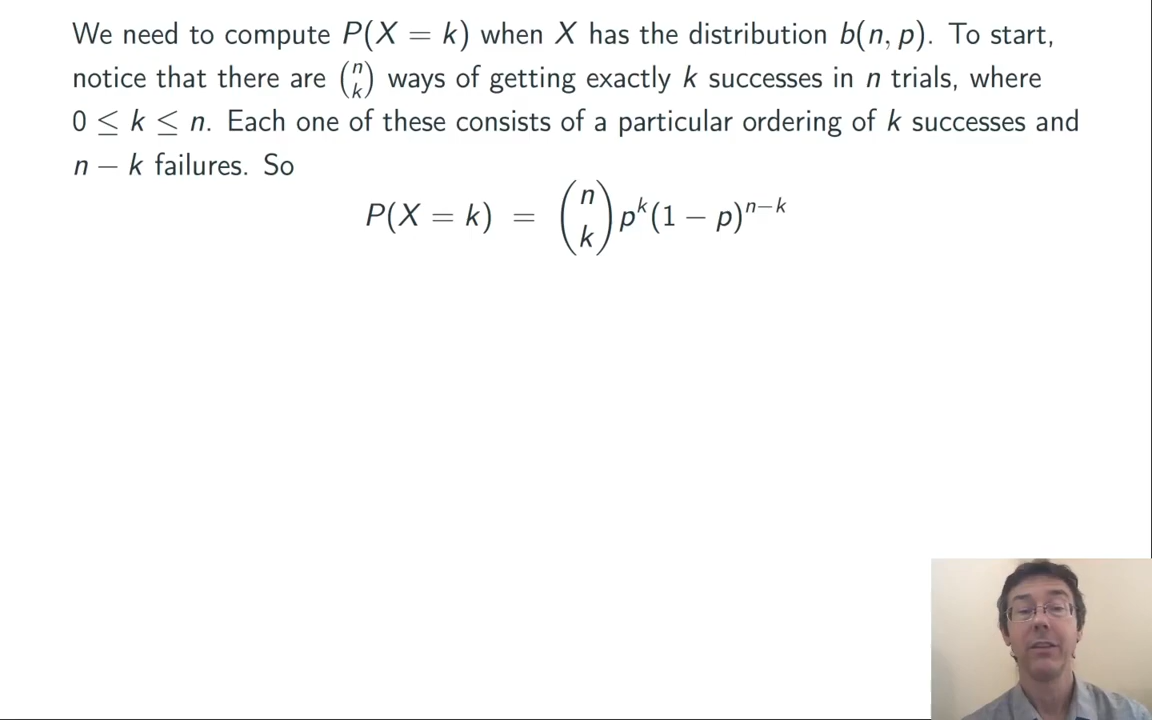 We need to compute P(X = k) when X has the distribution b(n, p). To start,
notice that there are (n k) ways of getting exactly k successes in n trials, where
0 ≤ k ≤ n. Each one of these consists of a particular ordering of k successes and
n − k failures. So
P(X = k) = (n k) p^k (1 − p)^{n−k}